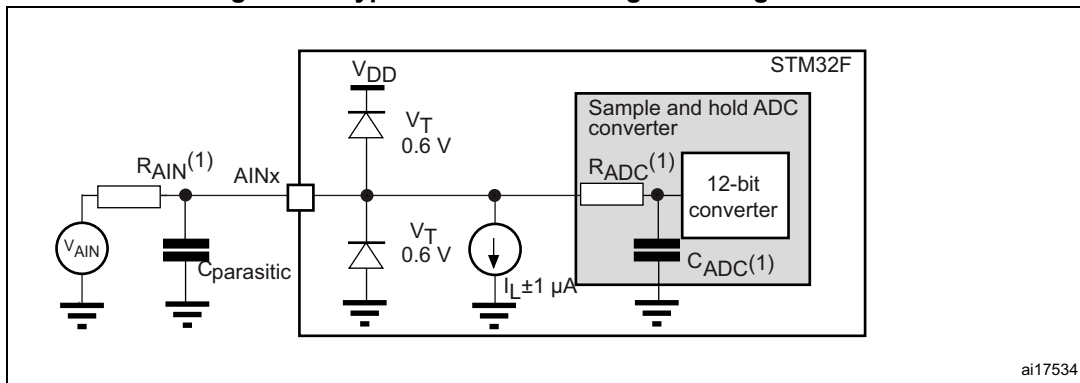 STM32F
VDD
Sample and hold ADC
converter
VT
0.6 V
RAIN(1)
AINx
RADC(1)
12-bit
converter
VAIN
Cparasitic
VT
0.6 V
IL±1 µA
CADC(1)
ai17534